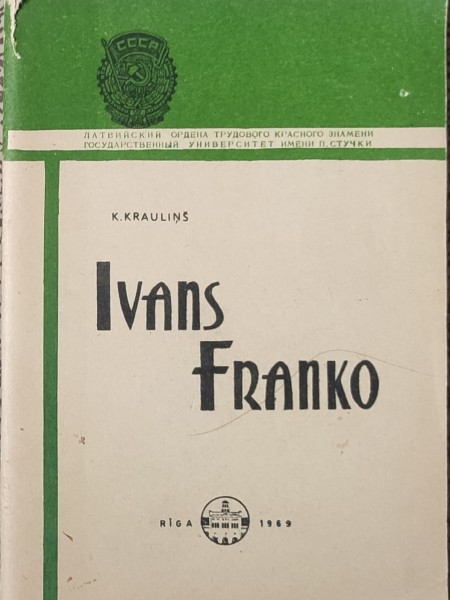 СССР
ЛАТВИЙСКИЙ ОРДЕНА ТРУДОВОГО КРАСНОГО ЗНАМЕНИ
ГОСУДАРСТВЕННЫЙ УНИВЕРСИТЕТ ИМЕНИ П. СТУЧКИ
K. KRAULIŅŠ
IVANS
FRANKO
RĪGA 1969